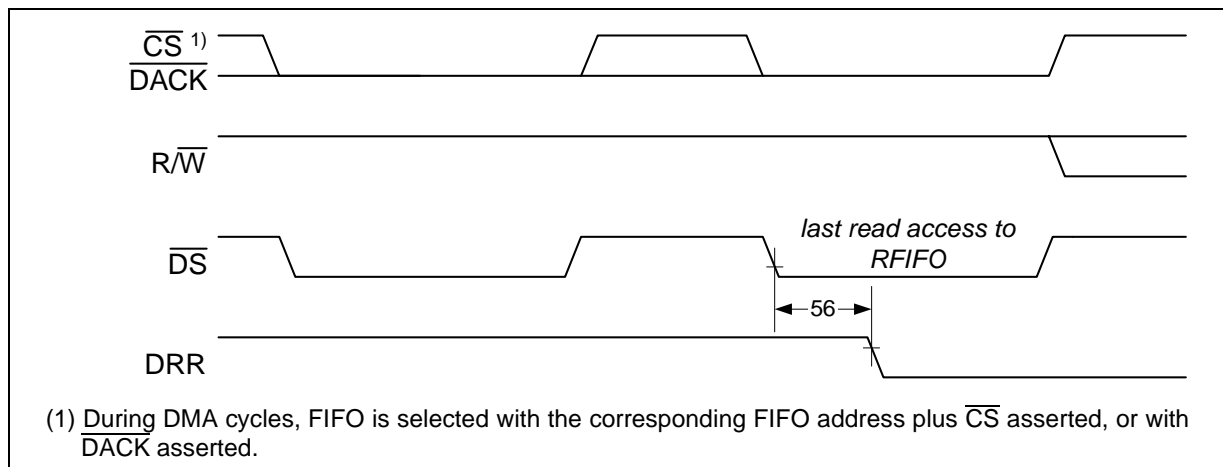 CS 1)
DACK
R/W
DS
last read access to
RFIFO
56
DRR
(1) During DMA cycles, FIFO is selected with the corresponding FIFO address plus CS asserted, or with
DACK asserted.